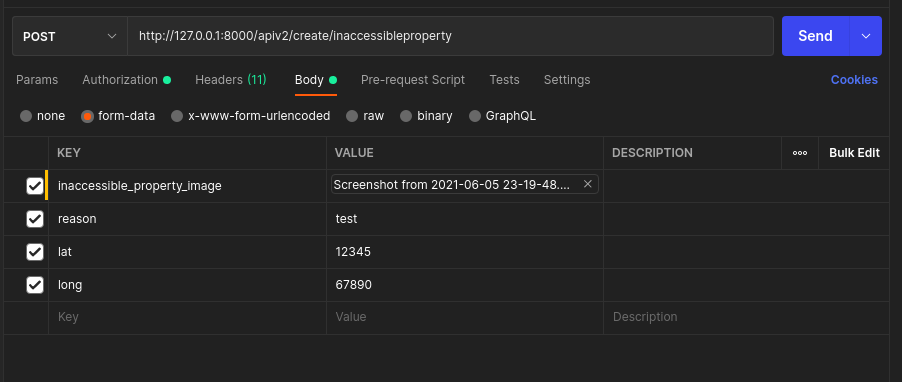 POST http://127.0.0.1:8000/apiv2/create/inaccessibleproperty Send
Params Authorization Headers (11) Body Pre-request Script Tests Settings Cookies
none form-data x-www-form-urlencoded raw binary GraphQL
KEY VALUE DESCRIPTION ooo Bulk Edit
inaccessible_property_image Screenshot from 2021-06-05 23-19-48....
reason test
lat 12345
long 67890
Key Value Description